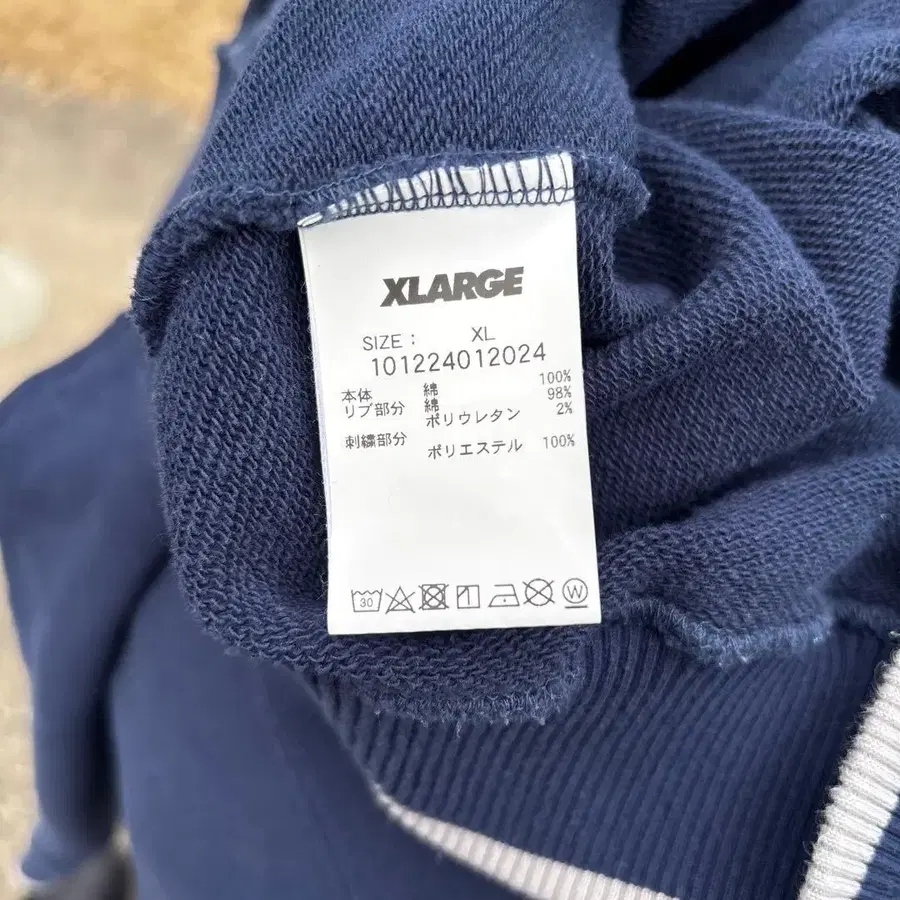 XLARGE
SIZE : XL
101224012024
本体 綿 100%
リブ部分 綿 98%
ポリウレタン 2%
刺繍部分 ポリエステル 100%
30 W